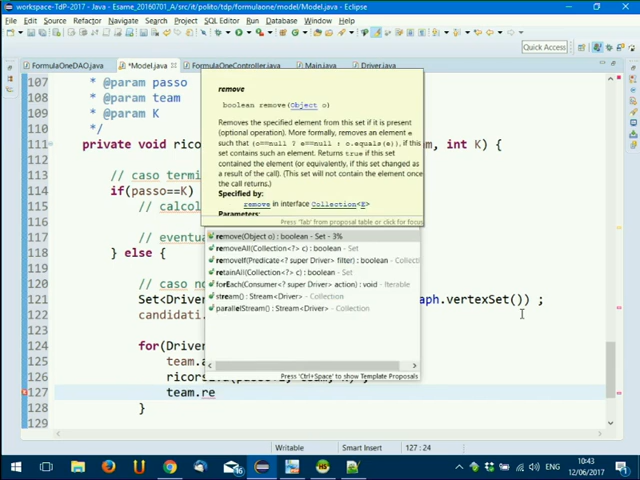 workspace-TdP-2017 - Java - Esame_20160701_A/src/it/polito/tdp/formulaone/model/Model.java - Eclipse
File Edit Source Refactor Navigate Search Project SQL Editor Run Database Window Help
Quick Access
FormulaOneDAO.java *Model.java FormulaOneController.java Main.java Driver.java
107 * @param passo
108 * @param team
109 * @param K
110 */
111 private void rico m, int K) {
112
113 // caso termi
114 if(passo==K)
115 // calcol
116
117 // eventua
118 } else {
119
120 // caso no
121 Set<Driver aph.vertexSet()) ;
122 candidati.
123
124 for(Driver
125 team.a
126
127 team.re
128 }
129
remove
boolean remove(Object o)
Removes the specified element from this set if it is present
(optional operation). More formally, removes an element e
such that (o==null ? e==null : o.equals(e)), if this
set contains such an element. Returns true if this set
contained the element (or equivalently, if this set changed as
a result of the call). (This set will not contain the element once
the call returns.)
Specified by:
remove in interface Collection<E>
Parameters:
Press 'Tab' from proposal table or click for focus
remove(Object o) : boolean - Set - 3%
removeAll(Collection<?> c) : boolean - Set
removeIf(Predicate<? super Driver> filter) : boolean - Collection
retainAll(Collection<?> c) : boolean - Set
forEach(Consumer<? super Driver> action) : void - Iterable
stream() : Stream<Driver> - Collection
parallelStream() : Stream<Driver> - Collection
Press 'Ctrl+Space' to show Template Proposals
Writable Smart Insert 127 : 24
10:43
12/06/2017